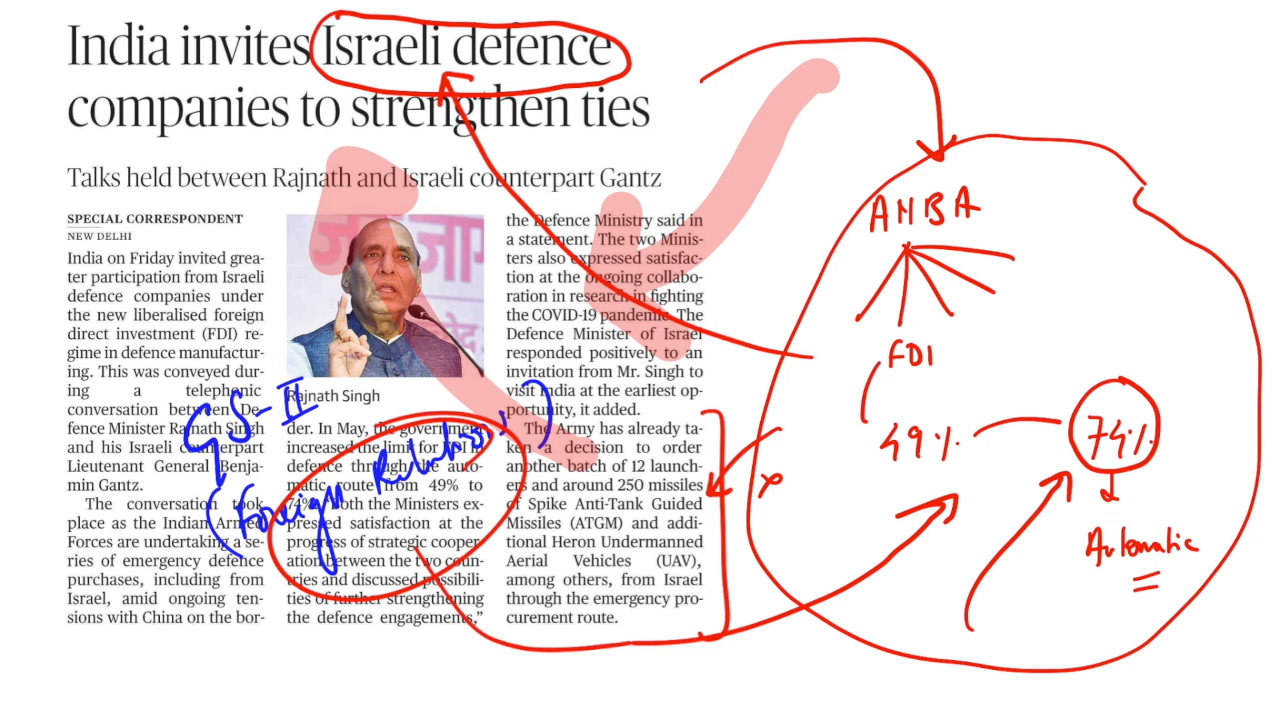 India invites Israeli defence
companies to strengthen ties
Talks held between Rajnath and Israeli counterpart Gantz
SPECIAL CORRESPONDENT
NEW DELHI
India on Friday invited grea-
ter participation from Israeli
defence companies under
the new liberalised foreign
direct investment (FDI) re-
gime in defence manufactur-
ing. This was conveyed dur-
ing a telephonic
conversation between De-
fence Minister Rajnath Singh
and his Israeli counterpart
Lieutenant General Benja-
min Gantz.
The conversation took
place as the Indian Armed
Forces are undertaking a se-
ries of emergency defence
purchases, including from
Israel, amid ongoing ten-
sions with China on the bor-
Rajnath Singh
der. In May, the government
increased the limit for FDI in
defence through the auto-
matic route from 49% to
74%. "Both the Ministers ex-
pressed satisfaction at the
progress of strategic cooper-
ation between the two coun-
tries and discussed possibili-
ties of further strengthening
the defence engagements,"
the Defence Ministry said in
a statement. The two Minis-
ters also expressed satisfac-
tion at the ongoing collabo-
ration in research in fighting
the COVID-19 pandemic. The
Defence Minister of Israel
responded positively to an
invitation from Mr. Singh to
visit India at the earliest op-
portunity, it added.
The Army has already ta-
ken a decision to order
another batch of 12 launch-
ers and around 250 missiles
of Spike Anti-Tank Guided
Missiles (ATGM) and addi-
tional Heron Undermanned
Aerial Vehicles (UAV),
among others, from Israel
through the emergency pro-
curement route.
GS-II
(Foreign Relations)
ANBA
FDI
49%
74%
Automatic